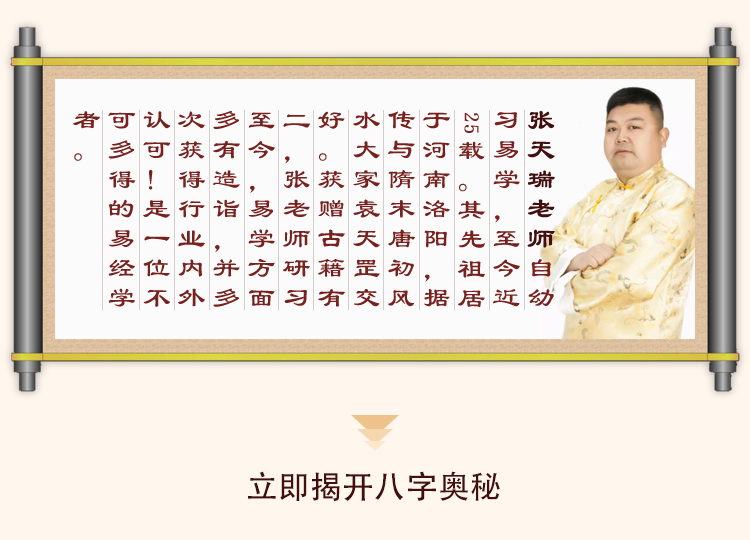 张天瑞老师自幼
习易学，至今近
25载。其先祖居
于河南洛阳，据
传与隋末唐初风
水大家袁天罡交
好。获赠古籍有
二，张老师研习
至今，易学方面
多有造诣，并多
次获得行业内外
认可！是一位不
可多得的易经学
者。
立即揭开八字奥秘